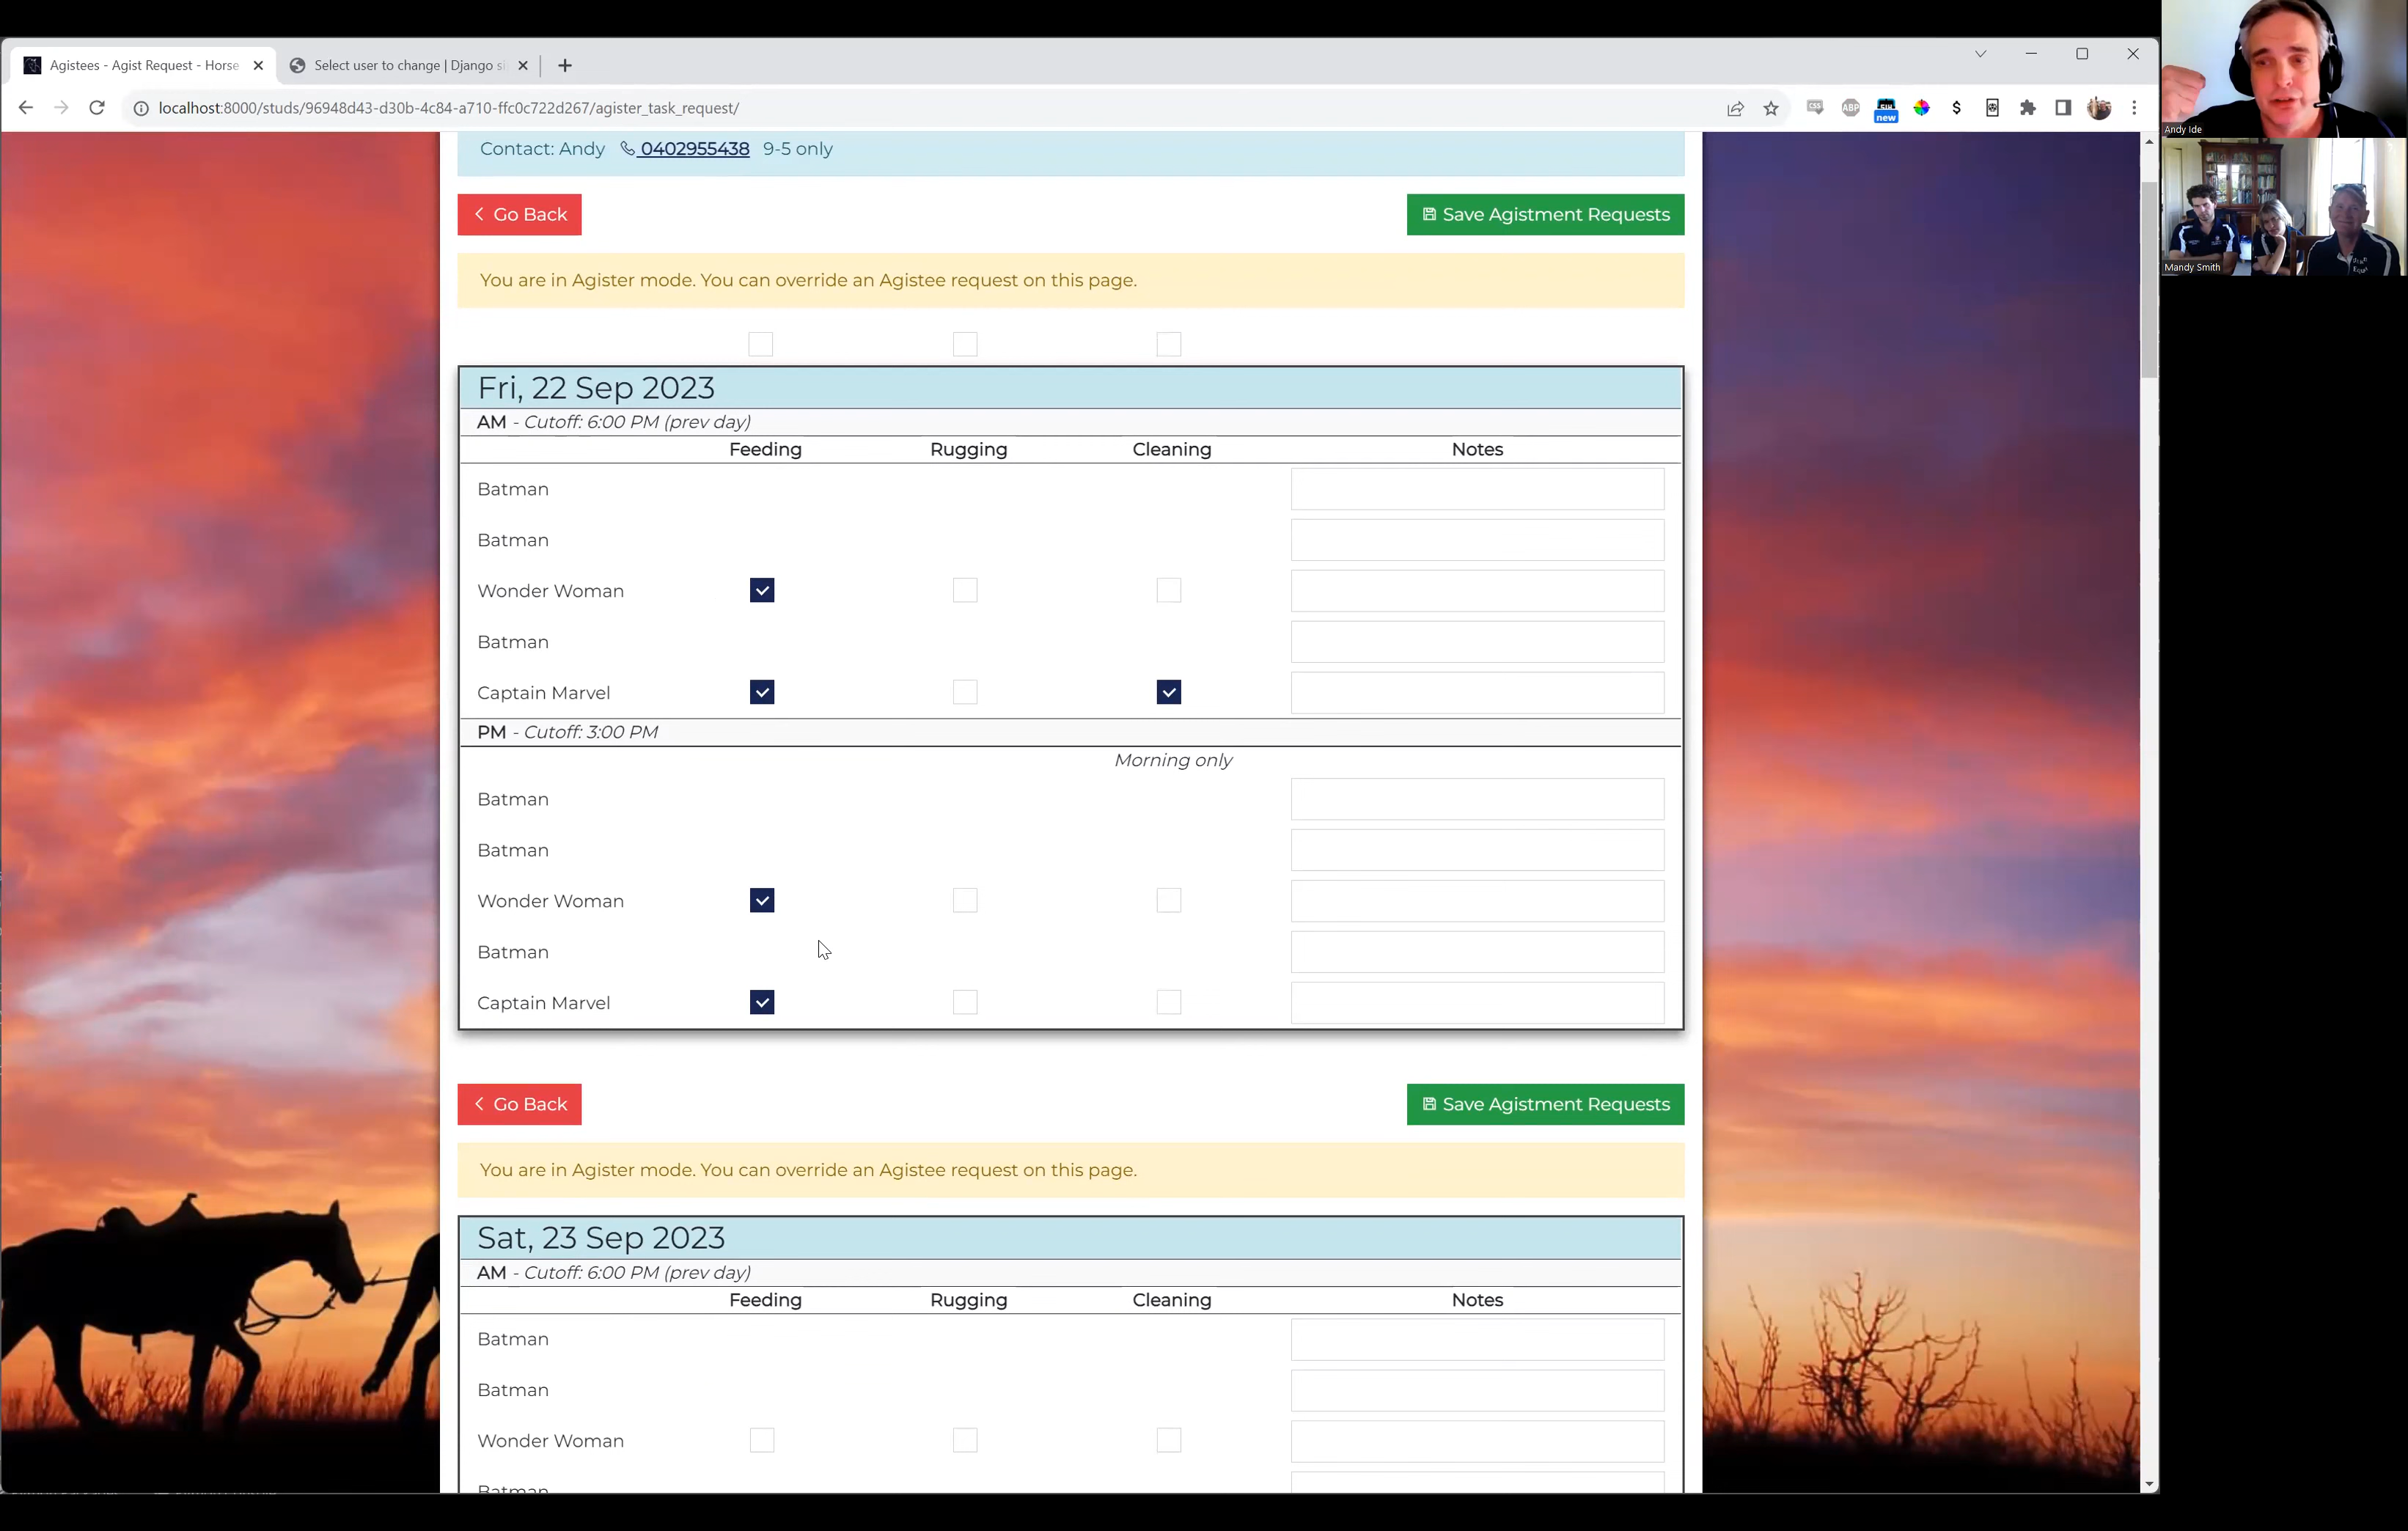 Agistees - Agist Request - Horse
Select user to change | Django si
localhost:8000/studs/96948d43-d30b-4c84-a710-ffc0c722d267/agister_task_request/
ABP
new
Andy Ide
Mandy Smith
Contact: Andy 0402955438 9-5 only
Go Back
Save Agistment Requests
You are in Agister mode. You can override an Agistee request on this page.
Fri, 22 Sep 2023
AM - Cutoff: 6:00 PM (prev day)
Feeding Rugging Cleaning Notes
Batman
Batman
Wonder Woman
Batman
Captain Marvel
PM - Cutoff: 3:00 PM
Morning only
Batman
Batman
Wonder Woman
Batman
Captain Marvel
Go Back
Save Agistment Requests
You are in Agister mode. You can override an Agistee request on this page.
Sat, 23 Sep 2023
AM - Cutoff: 6:00 PM (prev day)
Feeding Rugging Cleaning Notes
Batman
Batman
Wonder Woman
Batman